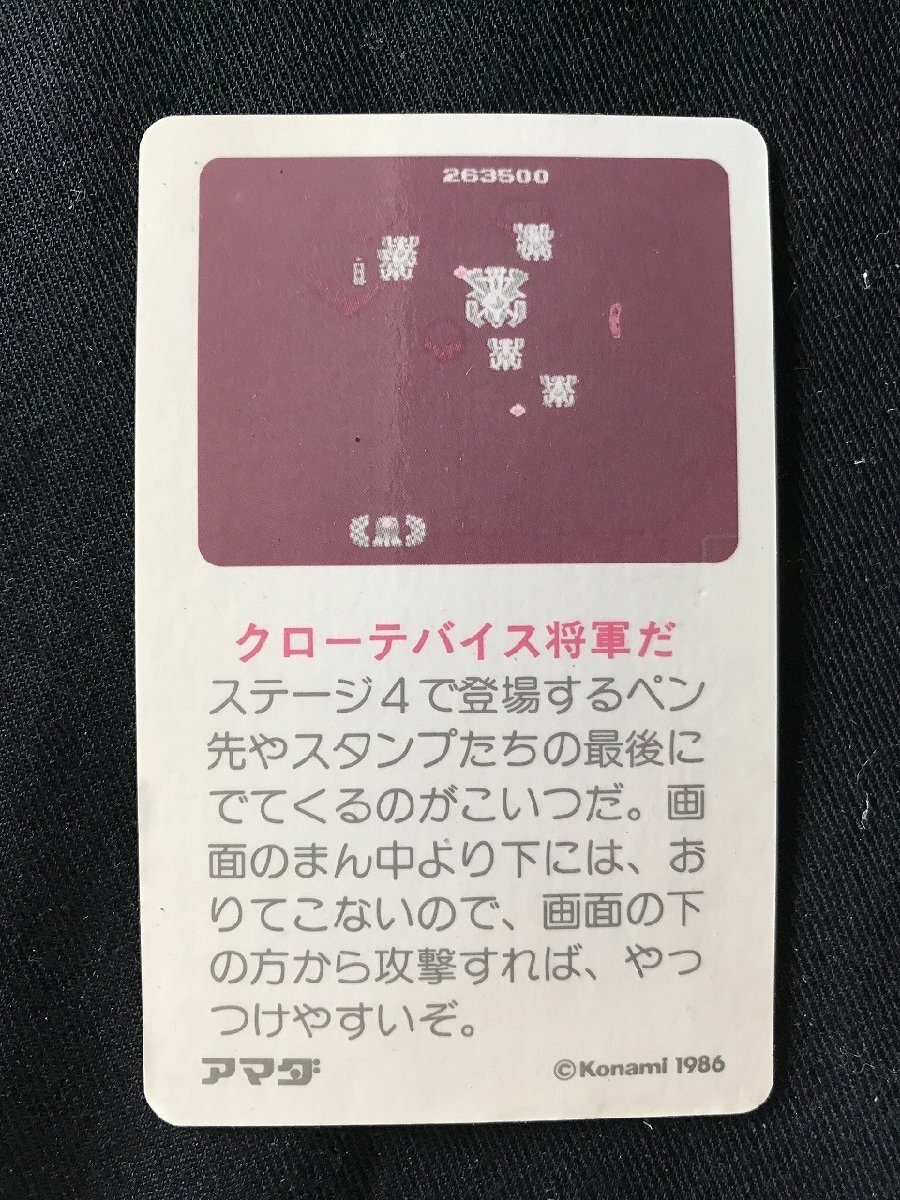 263500
クローテバイス将軍だ
ステージ4で登場するペン
先やスタンプたちの最後に
でてくるのがこいつだ。画
面のまん中より下には、お
りてこないので、画面の下
の方から攻撃すれば、やっ
つけやすいぞ。
アマダ
©Konami 1986